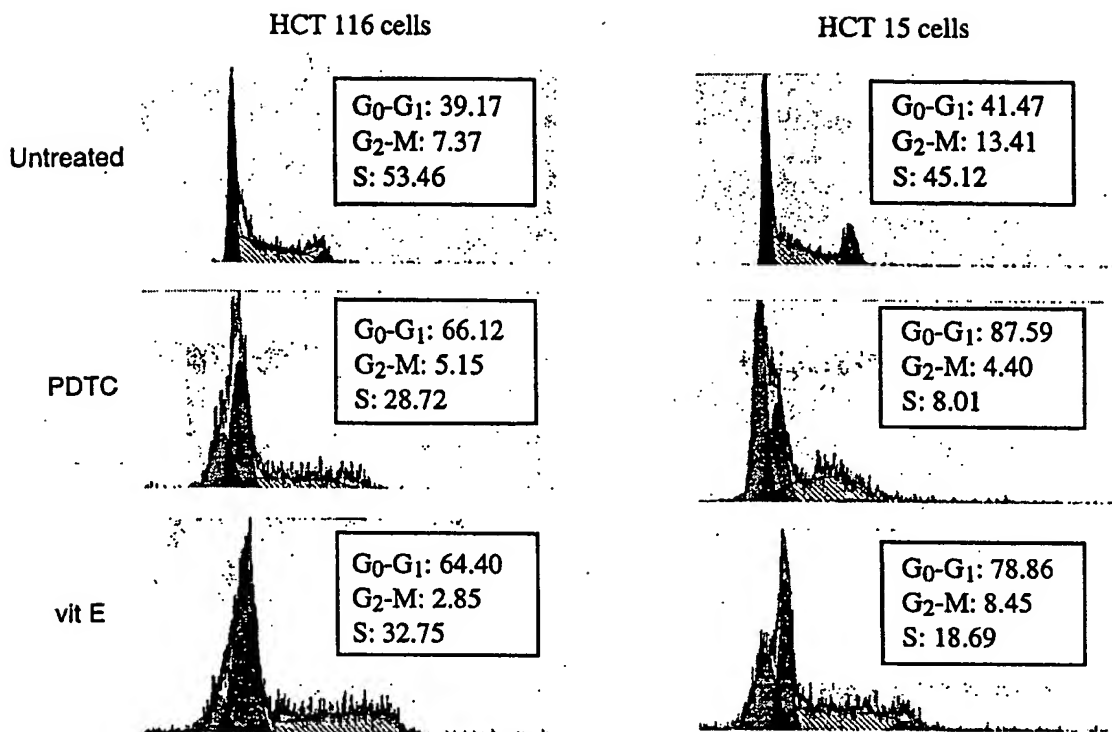 HCT 116 cells
HCT 15 cells
Untreated
G0-G1: 39.17
G2-M: 7.37
S: 53.46
G0-G1: 41.47
G2-M: 13.41
S: 45.12
PDTC
G0-G1: 66.12
G2-M: 5.15
S: 28.72
G0-G1: 87.59
G2-M: 4.40
S: 8.01
vit E
G0-G1: 64.40
G2-M: 2.85
S: 32.75
G0-G1: 78.86
G2-M: 8.45
S: 18.69